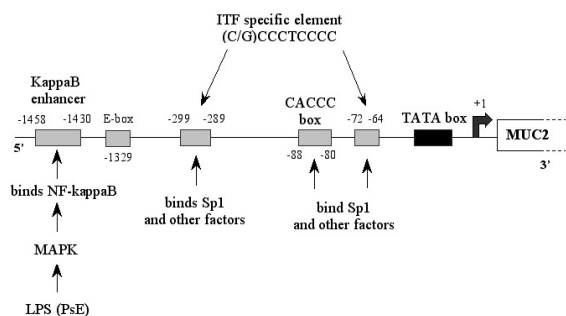 ITF specific element
(C/G)CCCTCCCC
KappaB
enhancer
CACCC
box
+1
-1458 -1430
E-box
-299 -289
-72 -64
TATA box
MUC2
5'
-1329
-88 -80
3'
binds NF-kappaB
binds Sp1
and other factors
bind Sp1
and other factors
MAPK
LPS (PsE)